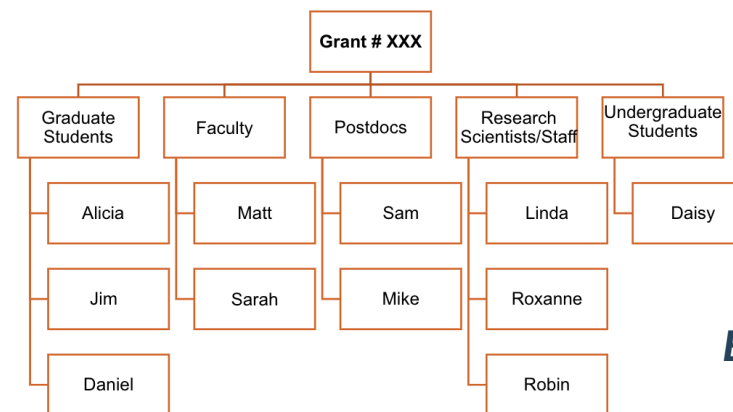 Grant # XXX
Graduate
Students
Faculty
Postdocs
Research
Scientists/Staff
Undergraduate
Students
Alicia
Matt
Sam
Linda
Daisy
Jim
Sarah
Mike
Roxanne
Daniel
Robin